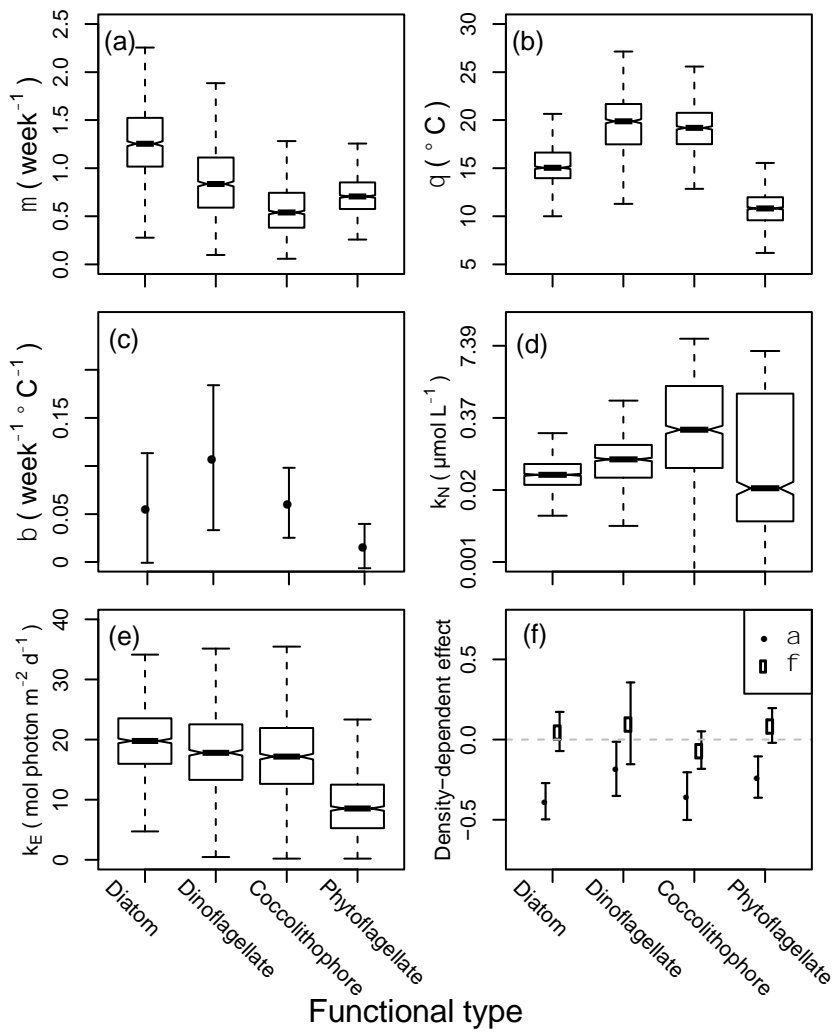 (a)
m ( week⁻¹ )
2.5
2.0
1.5
1.0
0.5
0.0
(b)
q ( ° C )
30
25
20
15
10
5
(c)
b ( week⁻¹ ° C⁻¹ )
0.15
0.05
0
(d)
k_N ( µmol L⁻¹ )
7.39
0.37
0.02
0.001
(e)
k_E ( mol photon m⁻² d⁻¹ )
40
30
20
10
0
Diatom
Dinoflagellate
Coccolithophore
Phytoflagellate
(f)
Density−dependent effect
0.5
0.0
−0.5
a
f
Diatom
Dinoflagellate
Coccolithophore
Phytoflagellate
Functional type